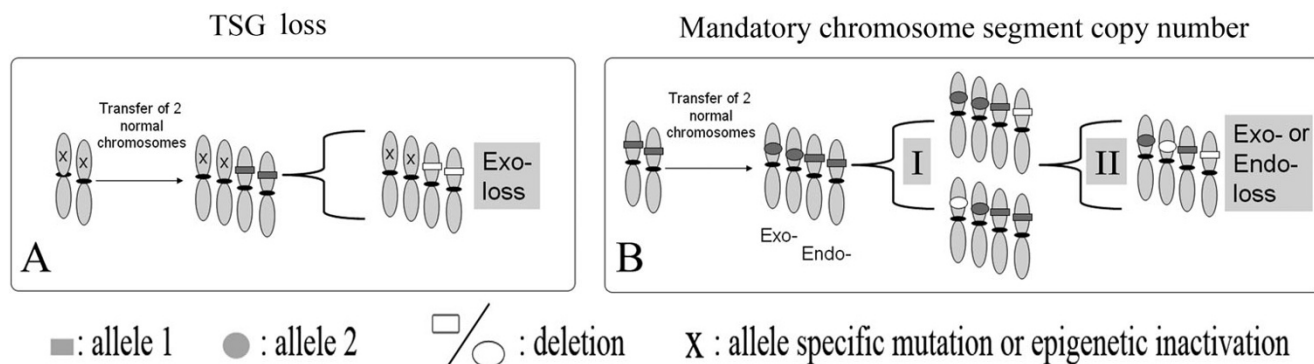 TSG loss
Mandatory chromosome segment copy number
Transfer of 2
normal
chromosomes
X X
X X
X X
Exo-
loss
A
Transfer of 2
normal
chromosomes
Exo-
Endo-
I
II
Exo- or
Endo-
loss
B
: allele 1
: allele 2
: deletion
X : allele specific mutation or epigenetic inactivation